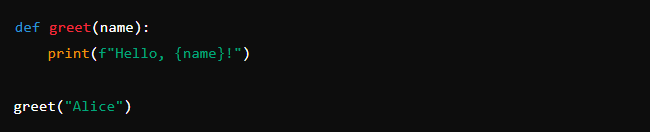 def greet(name):
    print(f"Hello, {name}!")

greet("Alice")